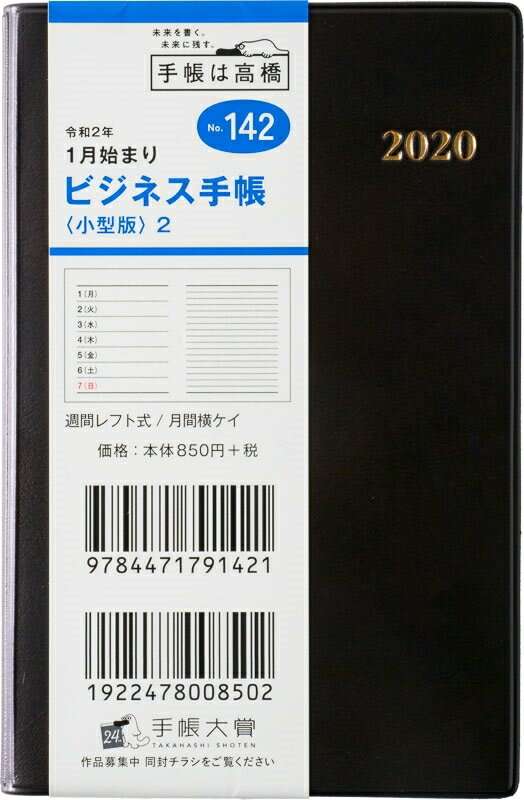 未来を書く。
未来に残す。
手帳は高橋
No. 142
令和2年
1月始まり
ビジネス手帳
〈小型版〉2
2020
1(月)
2(火)
3(水)
4(木)
5(金)
6(土)
7(日)
週間レフト式 / 月間横ケイ
価格:本体850円+税
9784471791421
1922478008502
24th 手帳大賞
TAKAHASHI SHOTEN
作品募集中 同封チラシをご覧ください